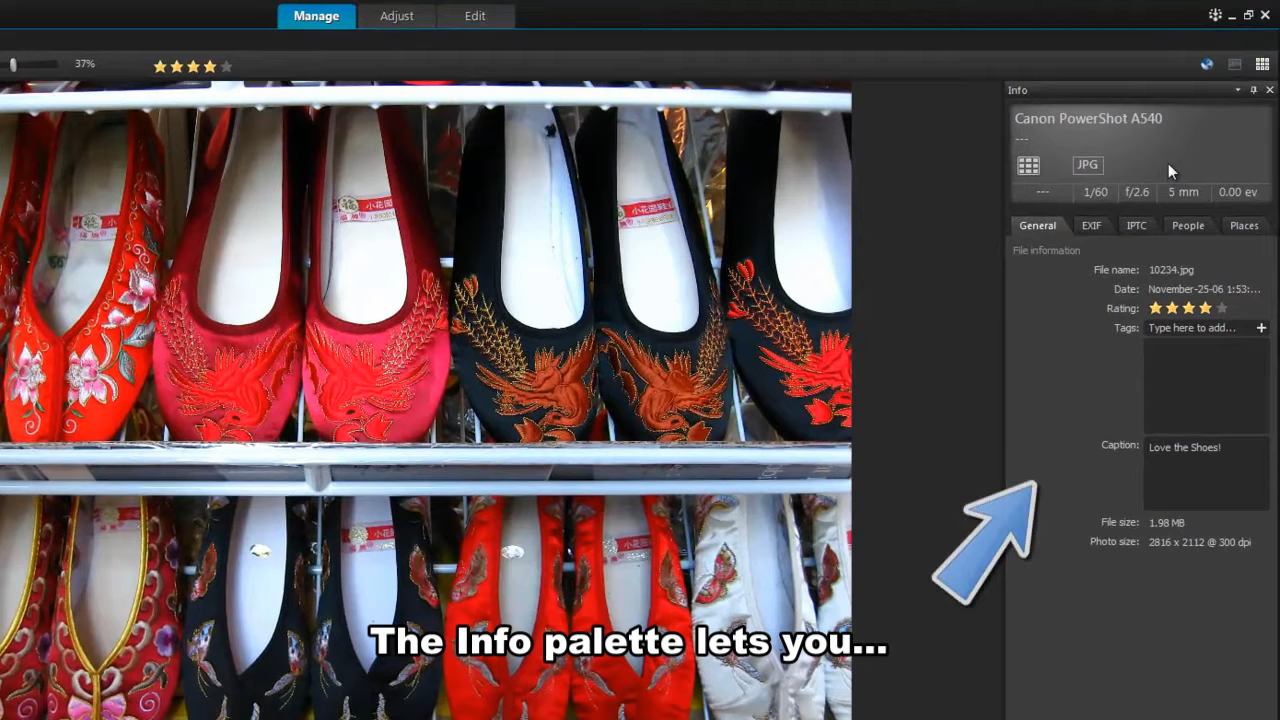 Manage Adjust Edit
37%
Info
Canon PowerShot A540
---
JPG
--- 1/60 f/2.6 5 mm 0.00 ev
General EXIF IPTC People Places
File information
File name: 10234.jpg
Date: November-25-06 1:53:...
Rating:
Tags: Type here to add... +
Caption: Love the Shoes!
File size: 1.98 MB
Photo size: 2816 x 2112 @ 300 dpi
小花园
The Info palette lets you...